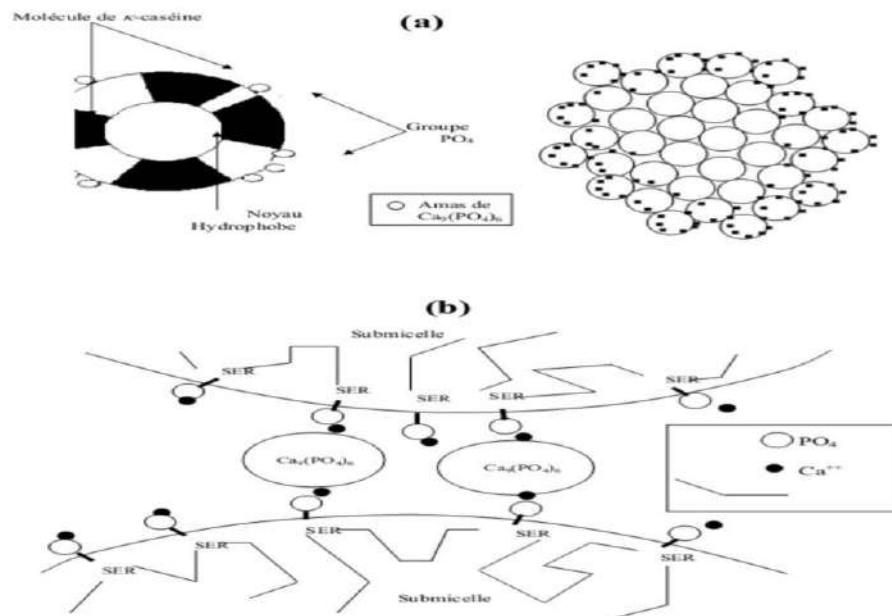 Molécule de κ-caséine
(a)
Groupe
PO₄
Noyau
Hydrophobe
Amas de
Ca₉(PO₄)₆
(b)
Submicelle
SER
SER
SER
SER
SER
Ca₉(PO₄)₆
Ca₉(PO₄)₆
PO₄
Ca⁺⁺
SER
SER
SER
SER
SER
Submicelle